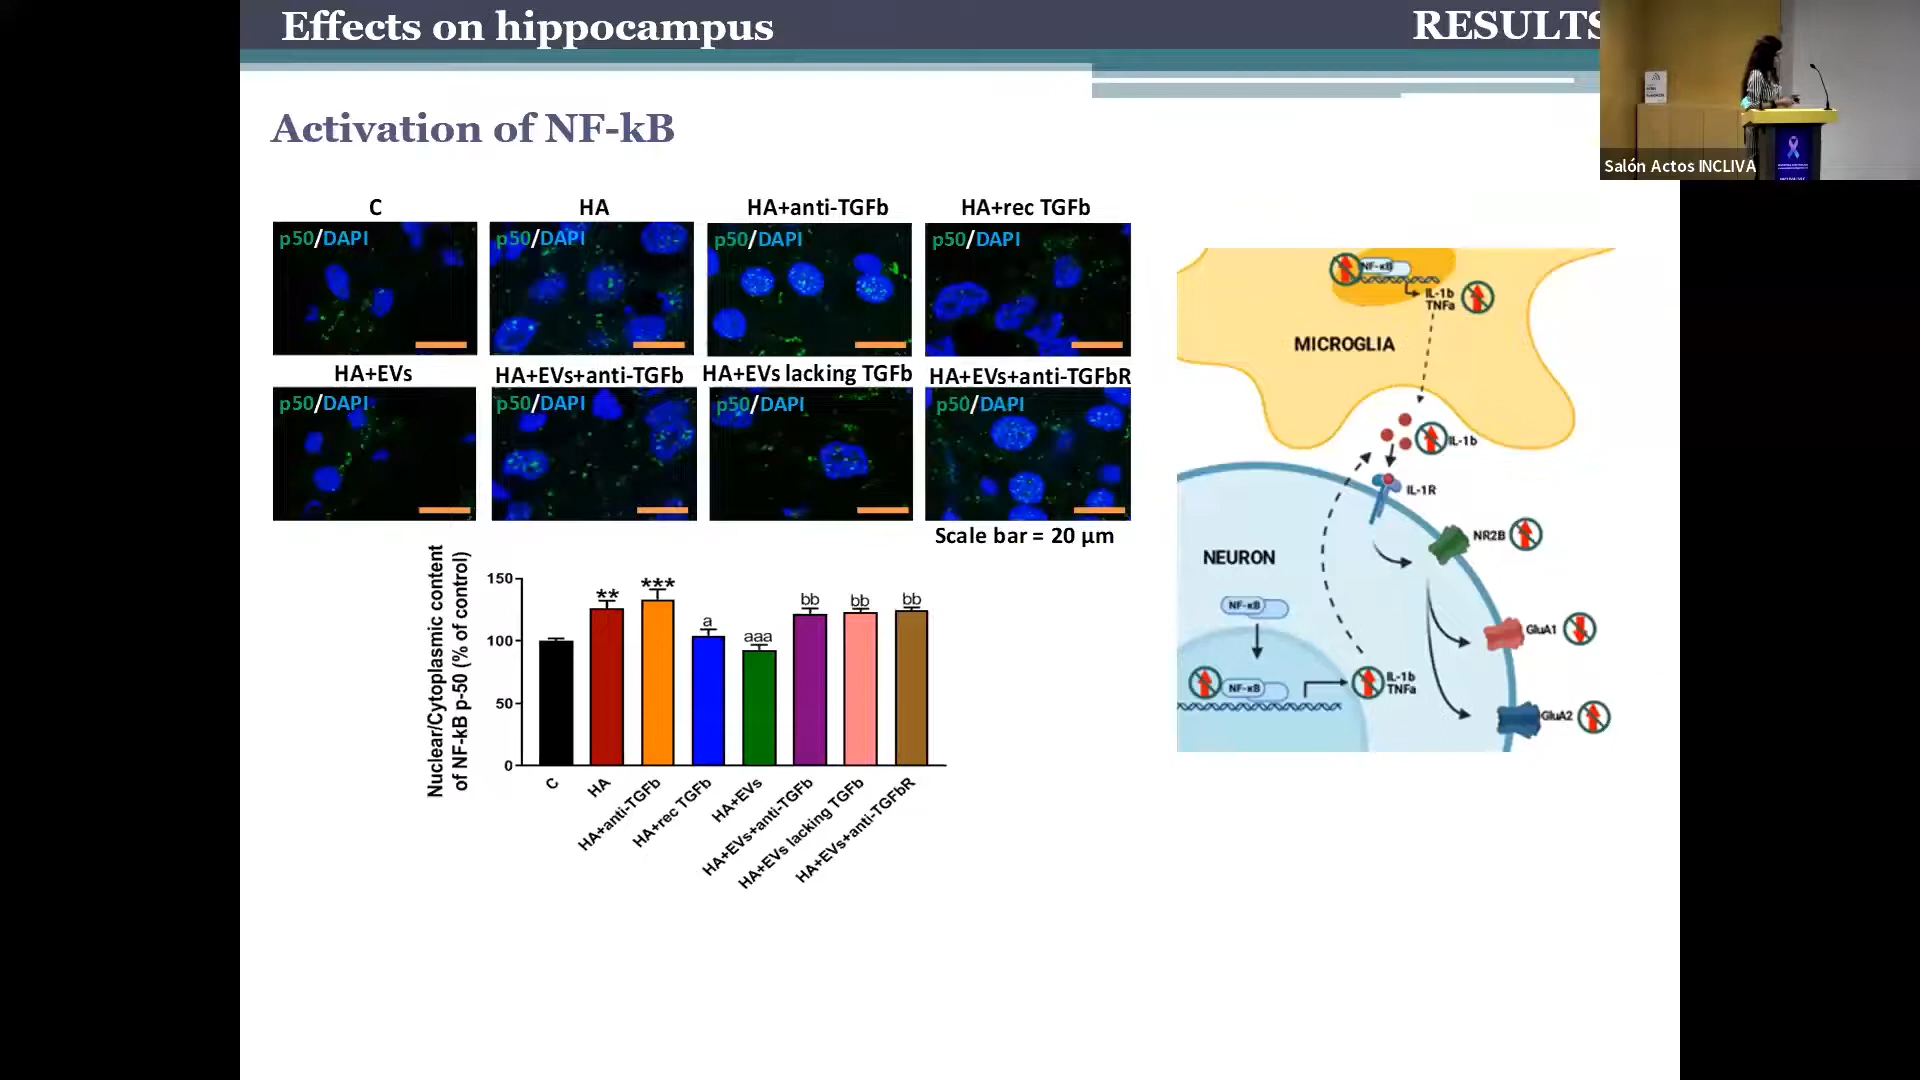 Effects on hippocampus
RESULTS
Salón Actos INCLIVA
Activation of NF-kB
C
HA
HA+anti-TGFb
HA+rec TGFb
p50/DAPI
p50/DAPI
p50/DAPI
p50/DAPI
HA+EVs
HA+EVs+anti-TGFb
HA+EVs lacking TGFb
HA+EVs+anti-TGFbR
p50/DAPI
p50/DAPI
p50/DAPI
p50/DAPI
Scale bar = 20 µm
Nuclear/Cytoplasmic content
of NF-kB p-50 (% of control)
150
100
50
0
**
***
a
aaa
bb
bb
bb
C
HA
HA+anti-TGFb
HA+rec TGFb
HA+EVs
HA+EVs+anti-TGFb
HA+EVs lacking TGFb
HA+EVs+anti-TGFbR
NF-κB
IL-1b
TNFa
MICROGLIA
IL-1b
IL-1R
NR2B
NEURON
NF-κB
GluA1
NF-κB
IL-1b
TNFa
GluA2